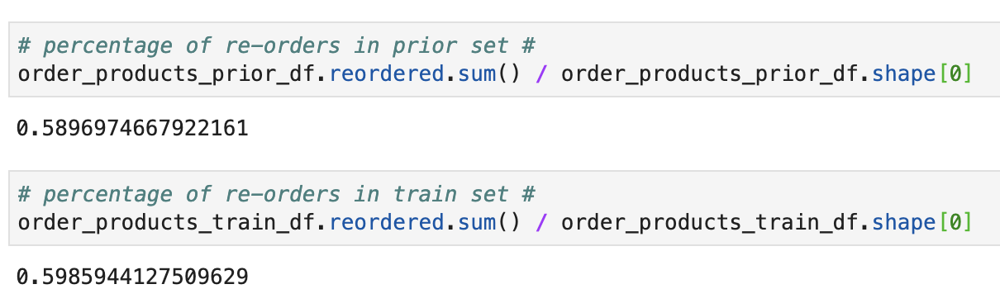 # percentage of re-orders in prior set #
order_products_prior_df.reordered.sum() / order_products_prior_df.shape[0]
0.5896974667922161
# percentage of re-orders in train set #
order_products_train_df.reordered.sum() / order_products_train_df.shape[0]
0.5985944127509629